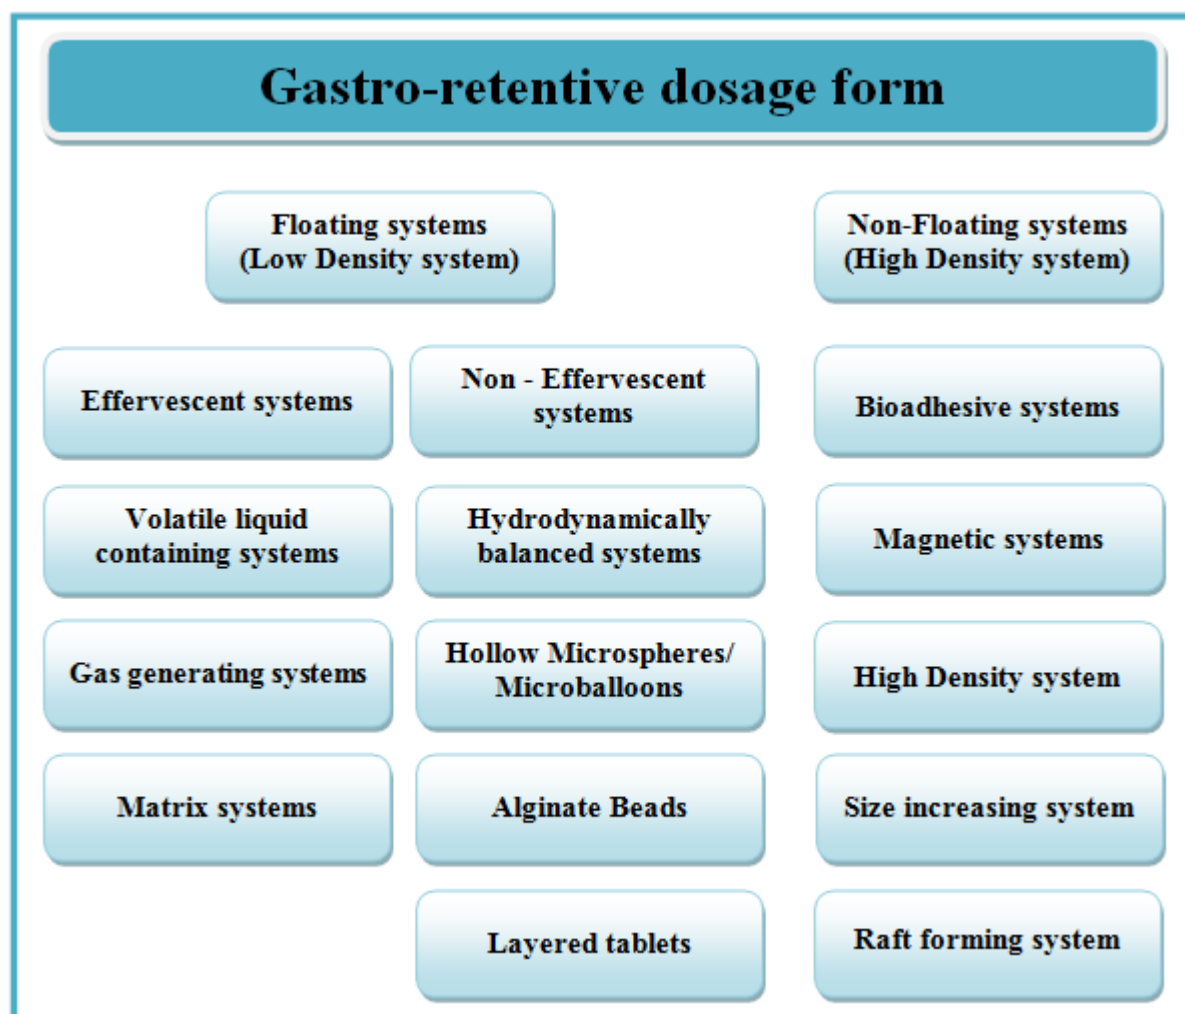 Gastro-retentive dosage form
Floating systems
(Low Density system)
Non-Floating systems
(High Density system)
Effervescent systems
Non - Effervescent
systems
Bioadhesive systems
Volatile liquid
containing systems
Hydrodynamically
balanced systems
Magnetic systems
Gas generating systems
Hollow Microspheres/
Microballoons
High Density system
Matrix systems
Alginate Beads
Size increasing system
Layered tablets
Raft forming system